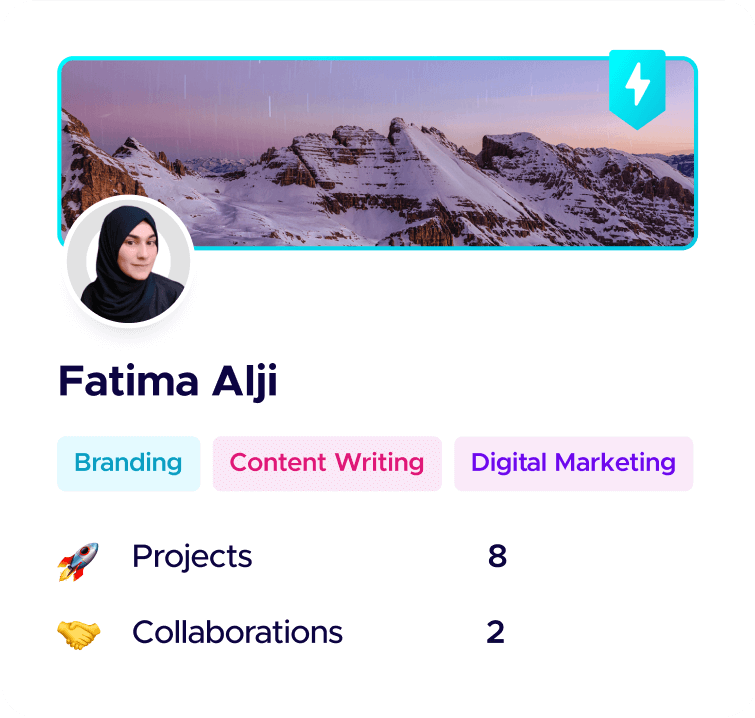 Fatima Alji
Branding Content Writing Digital Marketing
Projects 8
Collaborations 2